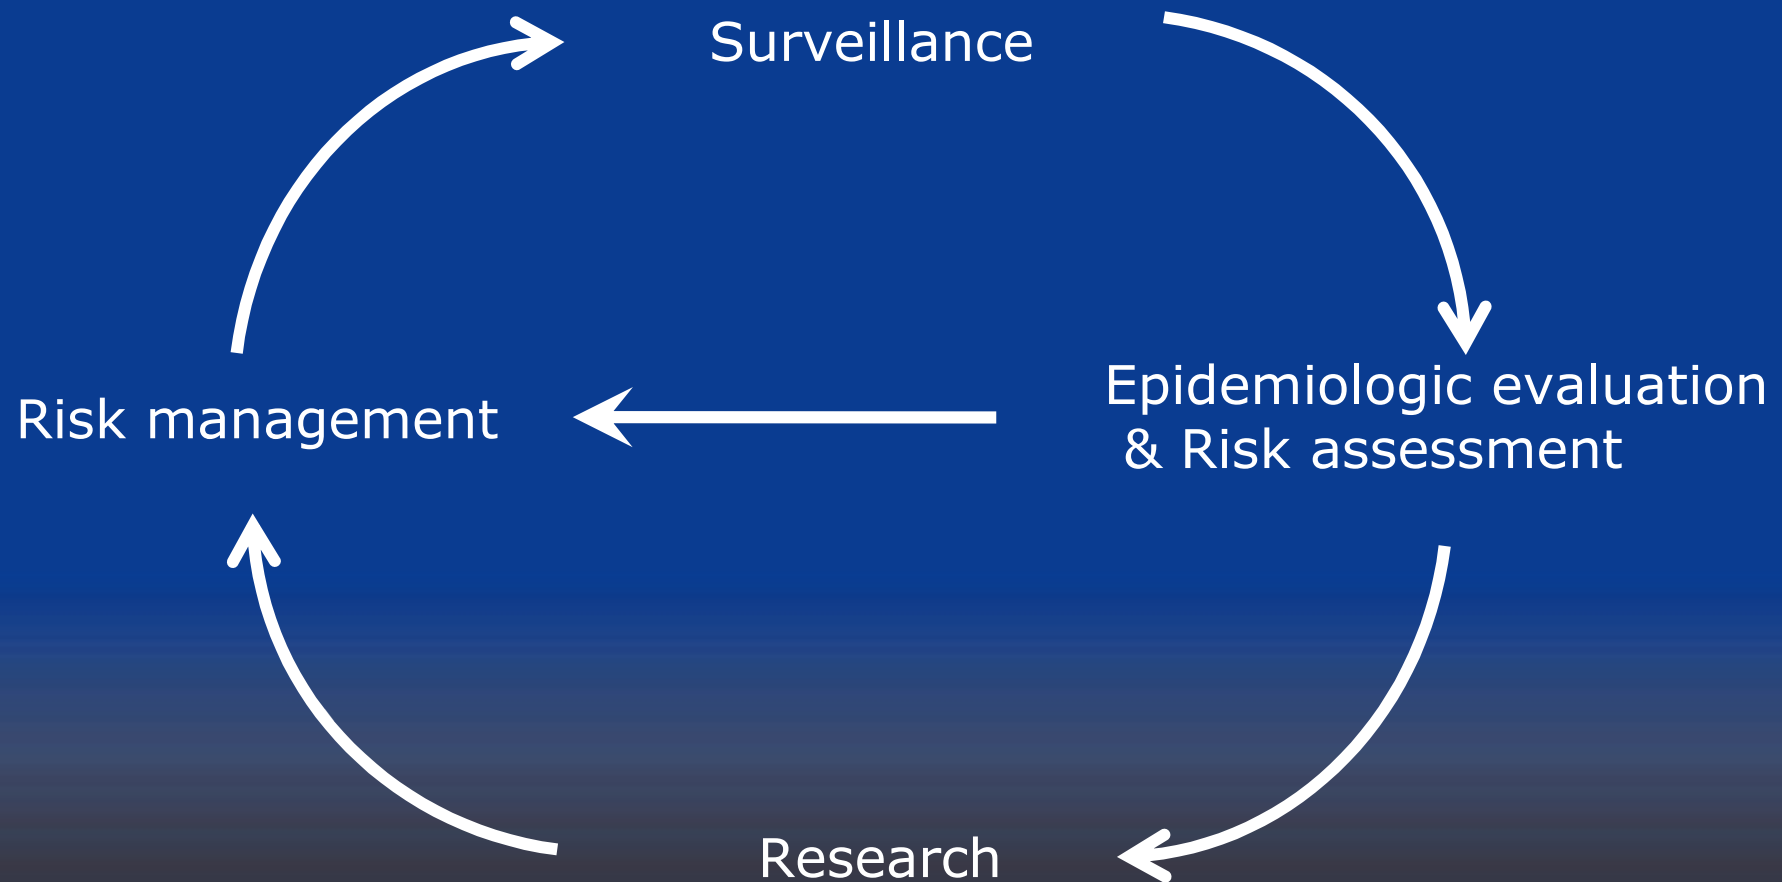 Surveillance
Risk management
Epidemiologic evaluation
& Risk assessment
Research